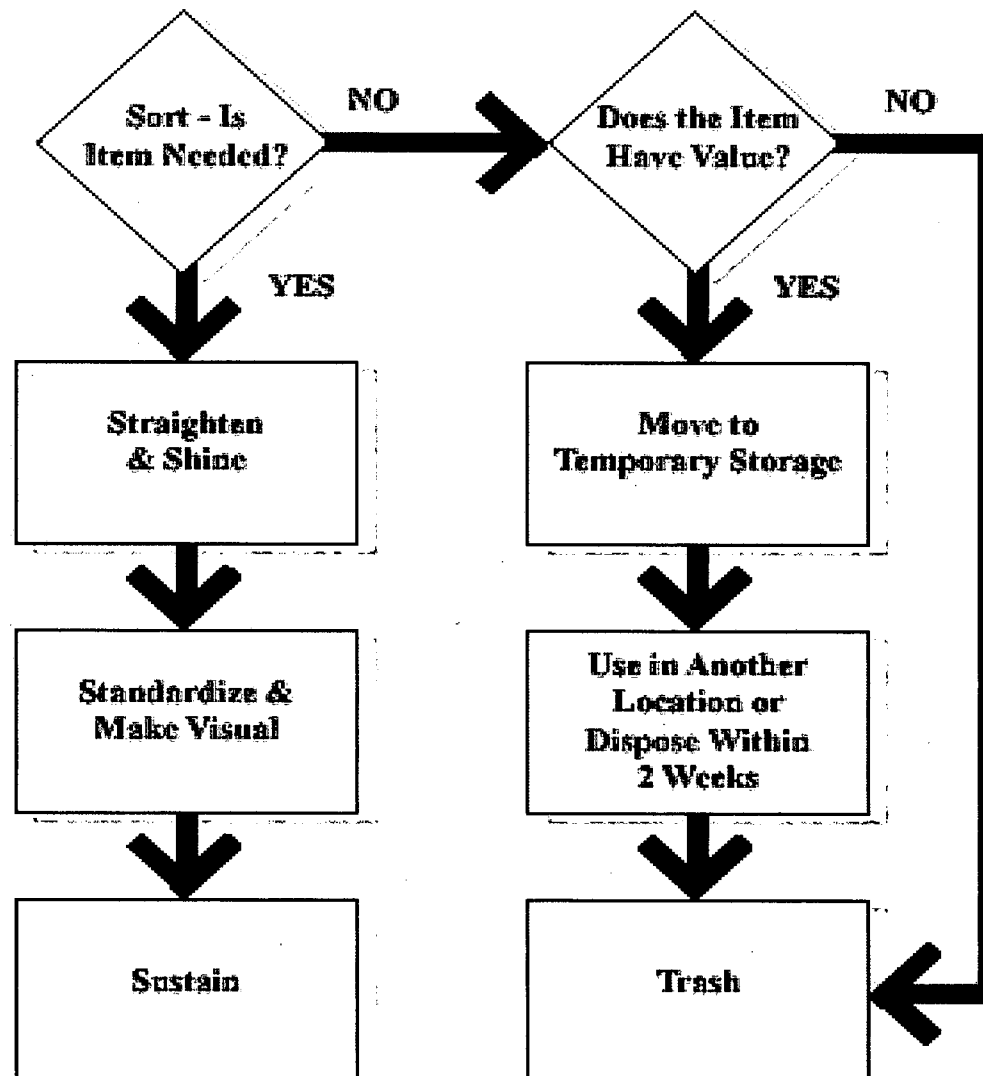 Sort - Is
Item Needed?
NO
Does the Item
Have Value?
NO
YES
YES
Straighten
& Shine
Move to
Temporary Storage
Standardize &
Make Visual
Use in Another
Location or
Dispose Within
2 Weeks
Sustain
Trash